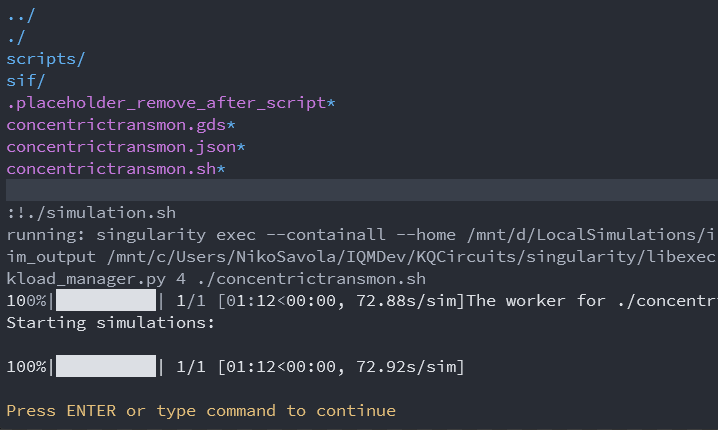 ../
./
scripts/
sif/
.placeholder_remove_after_script*
concentrictransmon.gds*
concentrictransmon.json*
concentrictransmon.sh*
:!./simulation.sh
running: singularity exec --containall --home /mnt/d/LocalSimulations/i
im_output /mnt/c/Users/NikoSavola/IQMDev/KQCircuits/singularity/libexec
kload_manager.py 4 ./concentrictransmon.sh
100%|██████████| 1/1 [01:12<00:00, 72.88s/sim]The worker for ./concentr
Starting simulations:
100%|██████████| 1/1 [01:12<00:00, 72.92s/sim]
Press ENTER or type command to continue